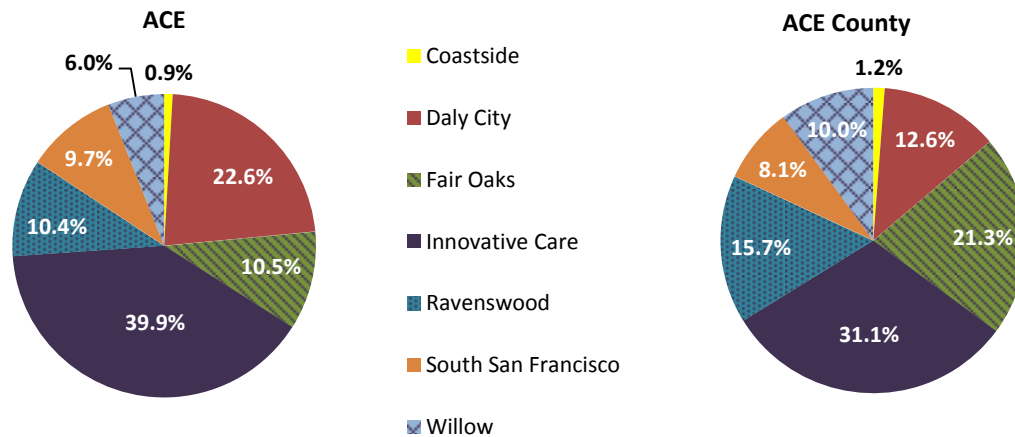 ACE
6.0%
0.9%
22.6%
10.5%
39.9%
10.4%
9.7%
Coastside
Daly City
Fair Oaks
Innovative Care
Ravenswood
South San Francisco
Willow
ACE County
1.2%
12.6%
21.3%
31.1%
15.7%
8.1%
10.0%